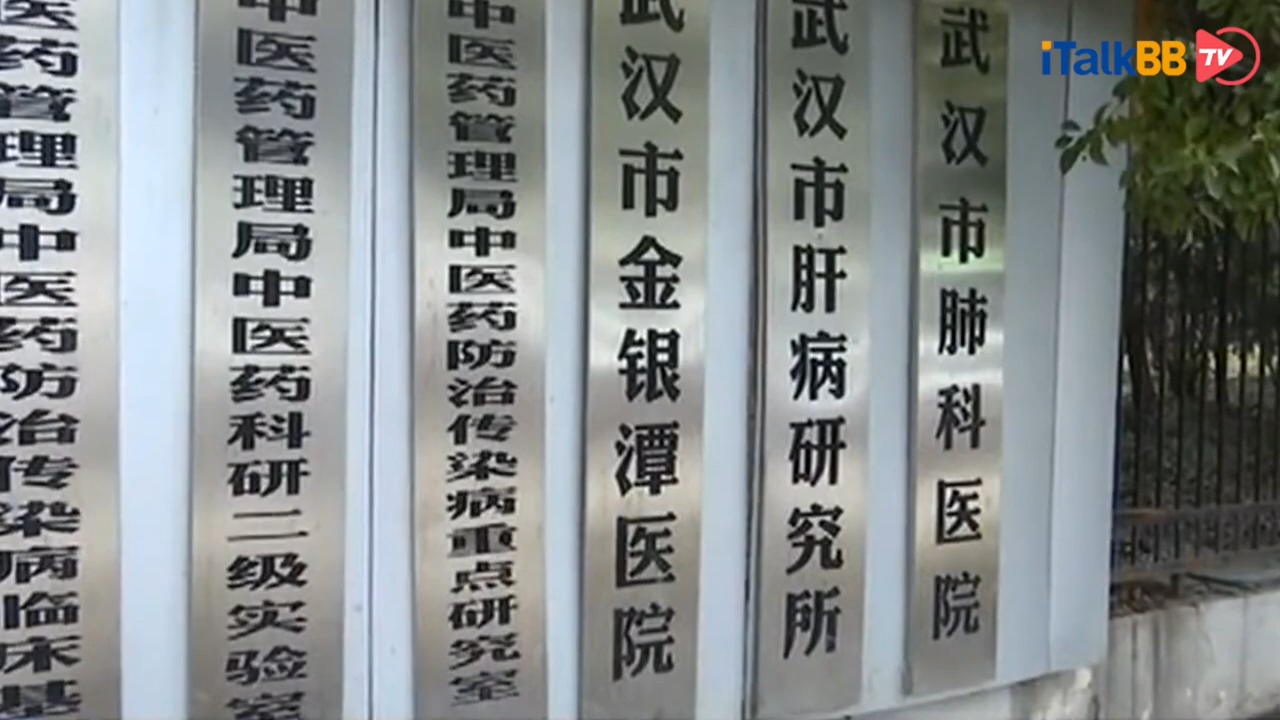 医药管理局中医药防治传染病临床基
中医药管理局中医药科研二级实验室
中医药管理局中医药防治传染病重点研究室
武汉市金银潭医院
武汉市肝病研究所
武汉市肺科医院
iTalkBB TV